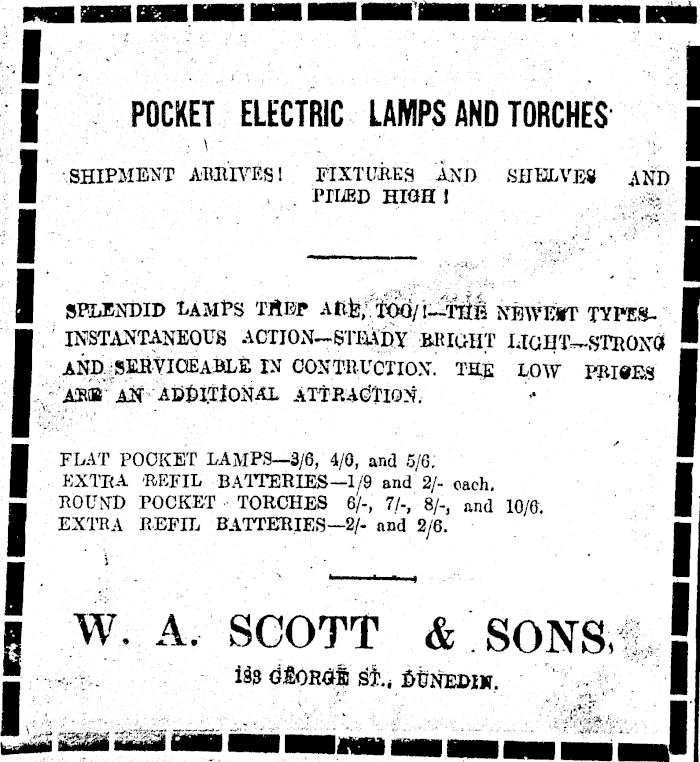 POCKET ELECTRIC LAMPS AND TORCHES
SHIPMENT ARRIVES! FIXTURES AND SHELVES AND
PILED HIGH!
SPLENDID LAMPS THEP ARE, TOO/!—THE NEWEST TYPES—
INSTANTANEOUS ACTION—STEADY BRIGHT LIGHT—STRONG
AND SERVICEABLE IN CONTRUCTION. THE LOW PRICES
ARE AN ADDITIONAL ATTRACTION.
FLAT POCKET LAMPS—3/6, 4/6, and 5/6.
EXTRA REFIL BATTERIES—1/9 and 2/- each.
ROUND POCKET TORCHES 6/-, 7/-, 8/-, and 10/6.
EXTRA REFIL BATTERIES—2/- and 2/6.
W. A. SCOTT & SONS,
183 GEORGE ST., DUNEDIN.